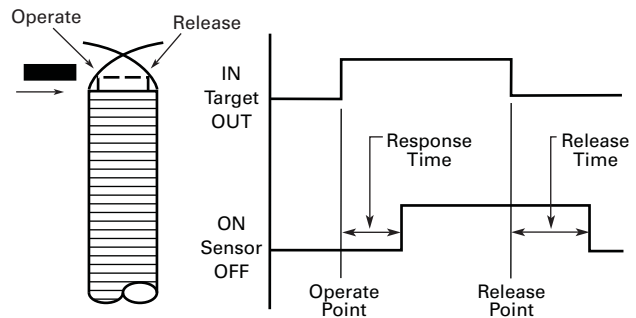 Operate
Release
IN
Target
OUT
Response
Time
Release
Time
ON
Sensor
OFF
Operate
Point
Release
Point